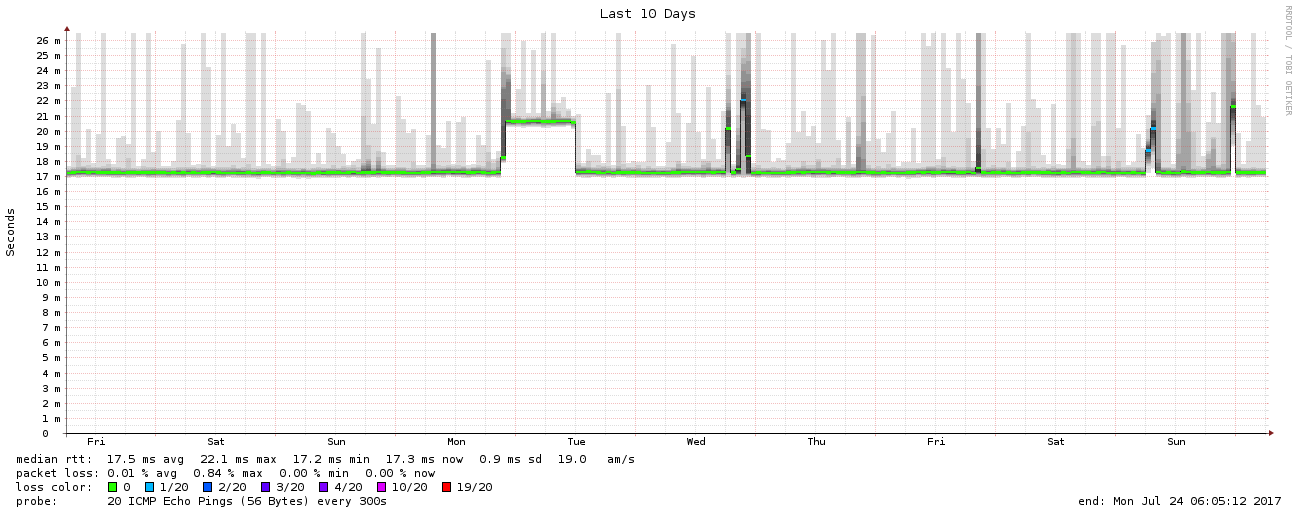 Last 10 Days
RRDTOOL / TOBI OETIKER
Seconds
26 m
25 m
24 m
23 m
22 m
21 m
20 m
19 m
18 m
17 m
16 m
15 m
14 m
13 m
12 m
11 m
10 m
9 m
8 m
7 m
6 m
5 m
4 m
3 m
2 m
1 m
0
Fri Sat Sun Mon Tue Wed Thu Fri Sat Sun
median rtt: 17.5 ms avg 22.1 ms max 17.2 ms min 17.3 ms now 0.9 ms sd 19.0 am/s
packet loss: 0.01 % avg 0.84 % max 0.00 % min 0.00 % now
loss color: 0 1/20 2/20 3/20 4/20 10/20 19/20
probe: 20 ICMP Echo Pings (56 Bytes) every 300s end: Mon Jul 24 06:05:12 2017